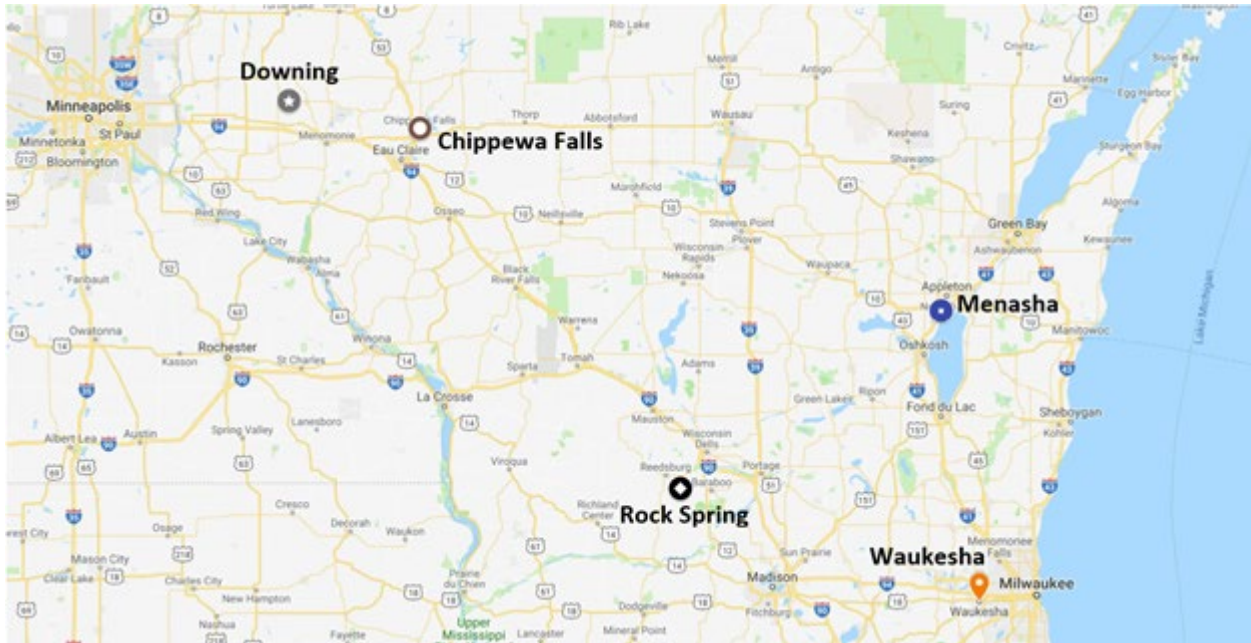 Rib Lake
Washington
Crivitz
Sister Bay
Merrill
Antigo
Downing
Marinette
Egg Harbor
Minneapolis
Thorp
Abbotsford
Wausau
Suring
St Paul
Menomonie
Chippewa Falls
Minnetonka
Bloomington
Eau Claire
Keshena
Sturgeon Bay
Shawano
Marshfield
Red Wing
Osseo
Neillsville
Stevens Point
Plover
Algoma
Green Bay
Lake City
Wisconsin
Rapids
Ashwaubenon
Kewaunee
Wabasha
Alma
Black
River Falls
Nekoosa
Waupaca
Faribault
Appleton
Menasha
Lake Michigan
Owatonna
Warrens
Manitowoc
Winona
Rochester
Kasson
St Charles
Oshkosh
Tomah
Sparta
Adams
La Crosse
Green Lake
Ripon
Fond du Lac
Mauston
Sheboygan
Kohler
Albert Lea
Austin
Spring Valley
Lanesboro
Wisconsin
Dells
Viroqua
Reedsburg
Portage
Baraboo
Cresco
Richland
Center
Rock Spring
Osage
Decorah
Waukon
Forest City
Menomonee
Falls
Sun Prairie
Waukesha
Mason City
Clear Lake
Charles City
Prairie
du Chien
Madison
Milwaukee
New Hampton
Fitchburg
Waukesha
Dodgeville
Nashua
Upper
Mississippi
Fayette
Lancaster
Mineral Point